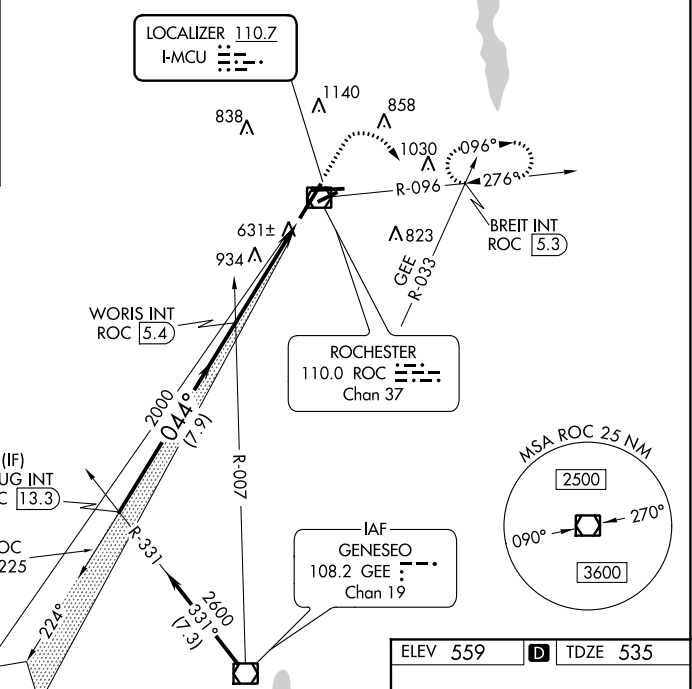 LOCALIZER 110.7
I-MCU
1140
838
858
1030
096°
R-096
276°
BREIT INT
ROC 5.3
631±
934
823
GEE
R-033
WORIS INT
ROC 5.4
ROCHESTER
110.0 ROC
Chan 37
2000
044°
(7.9)
R-007
MSA ROC 25 NM
2500
090°
270°
3600
(IF)
UG INT
C 13.3
R-331
OC
225
IAF
GENESEO
108.2 GEE
Chan 19
2600
331°
(7.3)
224°
ELEV 559
D
TDZE 535